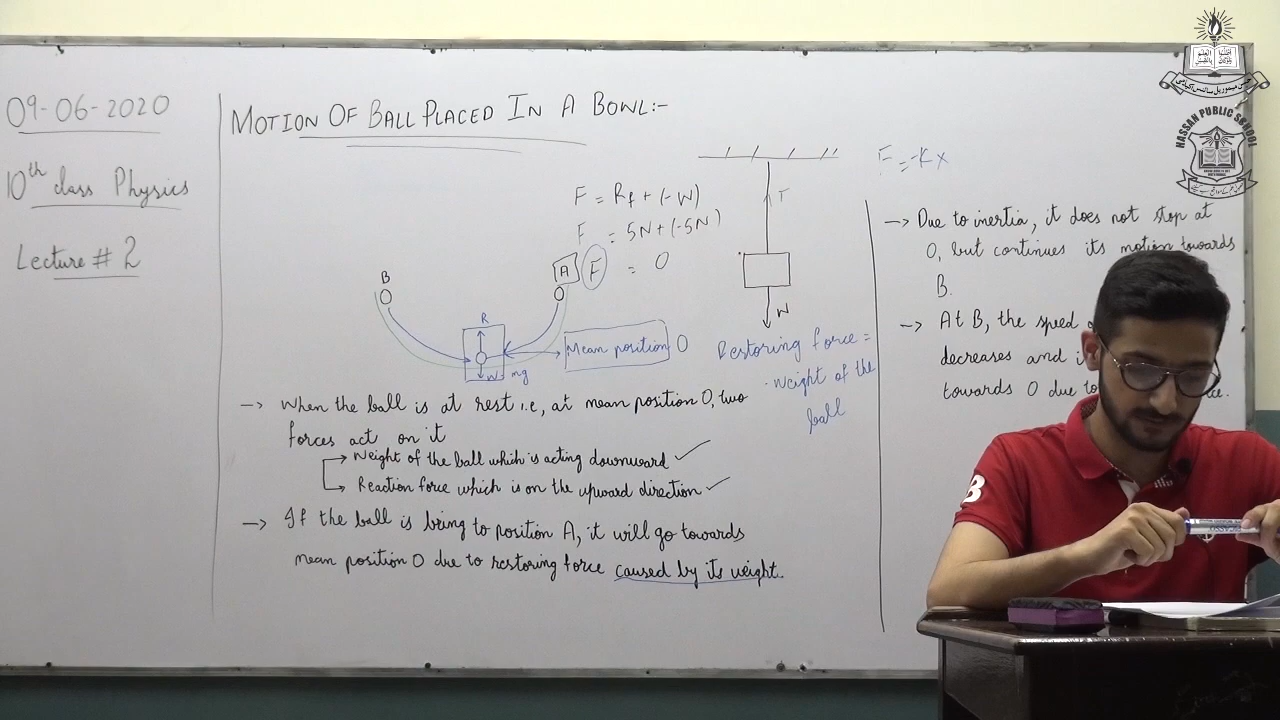 09-06-2020
10th class Physics
Lecture # 2
MOTION OF BALL PLACED IN A BOWL:-
F = Rf + (-W)
F = 5N + (-5N)
F = 0
B
A
R
W = mg
Mean position O
T
W
F = -Kx
Restoring force =
Weight of the
ball
→ When the ball is at rest i.e, at mean position O, two
forces act on it
→ Weight of the ball which is acting downward ✓
→ Reaction force which is on the upward direction ✓
→ If the ball is being to position A, it will go towards
mean position O due to restoring force caused by its weight.
→ Due to inertia, it does not stop at
O, but continues its motion towards
B.
→ At B, the speed
decreases and
towards O due to
HASSAN PUBLIC SCHOOL
B